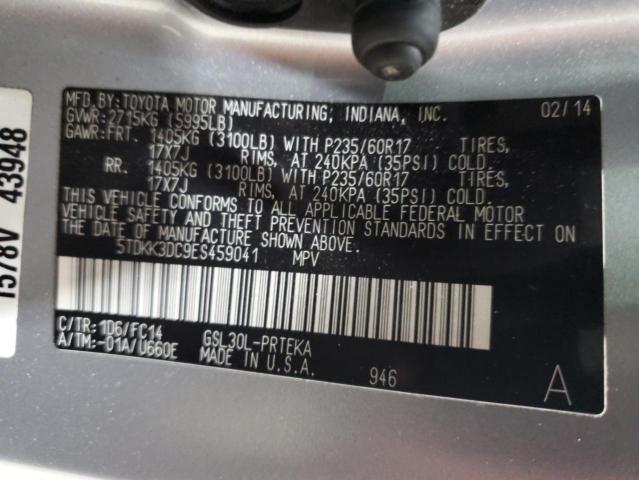 MFD.BY:TOYOTA MOTOR MANUFACTURING, INDIANA, INC. 02/14
GVWR:2715KG (5995LB)
GAWR:FRT. 1405KG (3100LB) WITH P235/60R17 TIRES,
17X7J RIMS, AT 240KPA (35PSI) COLD.
RR. 1405KG (3100LB) WITH P235/60R17 TIRES,
17X7J RIMS, AT 240KPA (35PSI) COLD.
THIS VEHICLE CONFORMS TO ALL APPLICABLE FEDERAL MOTOR
VEHICLE SAFETY AND THEFT PREVENTION STANDARDS IN EFFECT ON
THE DATE OF MANUFACTURE SHOWN ABOVE.
5TDKK3DC9ES459041 MPV
C/TR:1D6/FC14 GSL30L-PRTEKA
A/TM:-01A/U660E MADE IN U.S.A. 946 A
1578V 43948